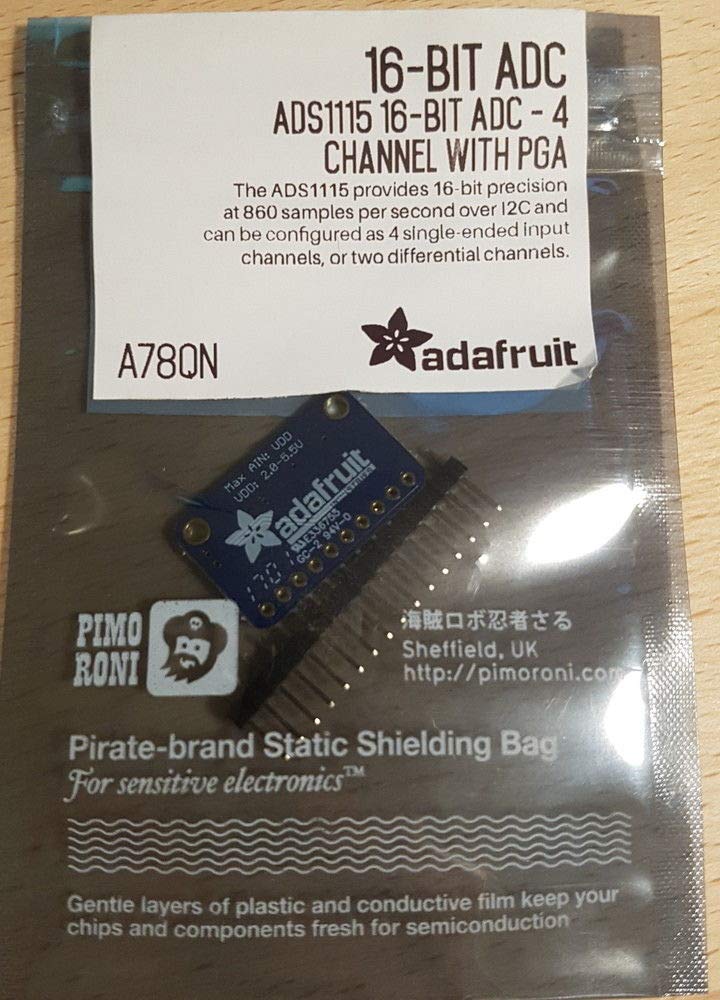 16-BIT ADC
ADS1115 16-BIT ADC - 4
CHANNEL WITH PGA
The ADS1115 provides 16-bit precision
at 860 samples per second over I2C and
can be configured as 4 single-ended input
channels, or two differential channels.
A78QN
adafruit
Max AIN: VDD
VDD: 2.0-5.5V
adafruit
GC-2 94V-0
PIMO
RONI
海賊ロボ忍者さる
Sheffield, UK
http://pimoroni.com
Pirate-brand Static Shielding Bag
For sensitive electronics™
Gentle layers of plastic and conductive film keep your
chips and components fresh for semiconduction